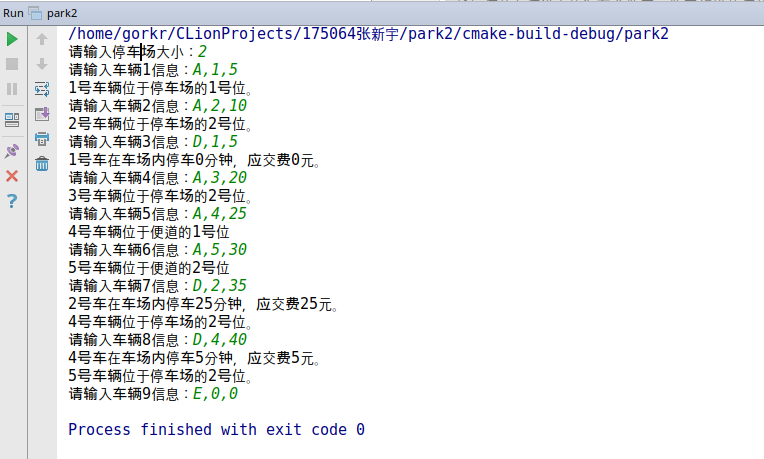 Run park2
/home/gorkr/CLionProjects/175064张新宇/park2/cmake-build-debug/park2
请输入停车场大小：2
请输入车辆1信息：A,1,5
1号车辆位于停车场的1号位。
请输入车辆2信息：A,2,10
2号车辆位于停车场的2号位。
请输入车辆3信息：D,1,5
1号车在车场内停车0分钟，应交费0元。
请输入车辆4信息：A,3,20
3号车辆位于停车场的2号位。
请输入车辆5信息：A,4,25
4号车辆位于便道的1号位
请输入车辆6信息：A,5,30
5号车辆位于便道的2号位
请输入车辆7信息：D,2,35
2号车在车场内停车25分钟，应交费25元。
4号车辆位于停车场的2号位。
请输入车辆8信息：D,4,40
4号车在车场内停车5分钟，应交费5元。
5号车辆位于停车场的2号位。
请输入车辆9信息：E,0,0
Process finished with exit code 0